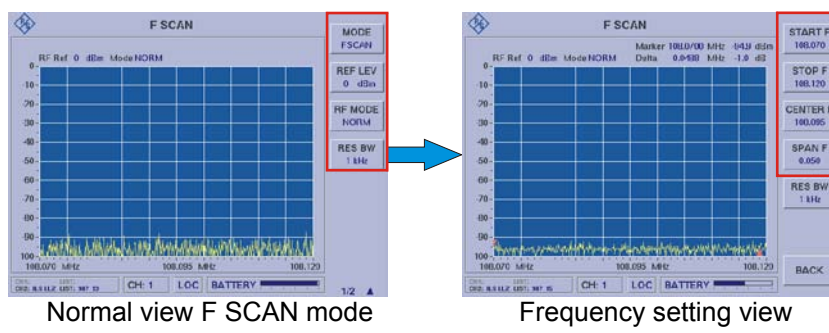 F SCAN
MODE
FSCAN
RF Ref 0 dBm Mode NORM
REF LEV
0 dBm
RF MODE
NORM
RES BW
1 kHz
0
-10
-20
-30
-40
-50
-60
-70
-80
-90
-100
108.070 MHz 108.095 MHz 108.120
CH: 1 LOC BATTERY
1/2
Normal view F SCAN mode
F SCAN
Marker MHz dBm
RF Ref 0 dBm Mode NORM Delta MHz -1.0 dB
START F
108.070
STOP F
108.120
CENTER
108.095
SPAN F
0.050
RES BW
1 kHz
0
-10
-20
-30
-40
-50
-60
-70
-80
-90
-100
108.070 MHz 108.095 MHz 108.120
CH: 1 LOC BATTERY
BACK
Frequency setting view